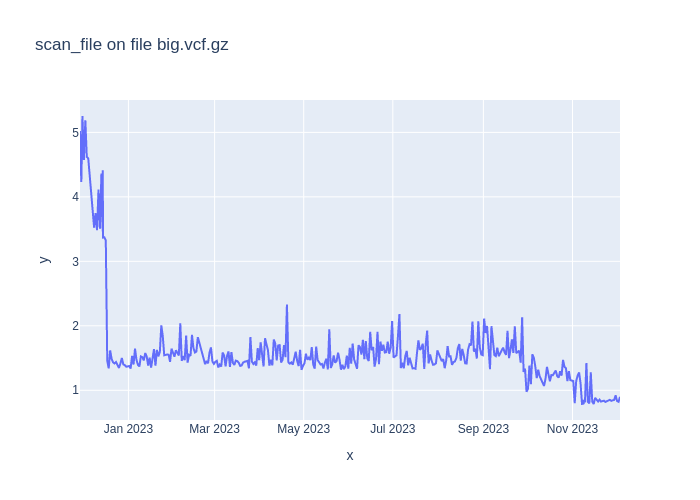 scan_file on file big.vcf.gz
5
4
3
2
1
y
Jan 2023
Mar 2023
May 2023
Jul 2023
Sep 2023
Nov 2023
x